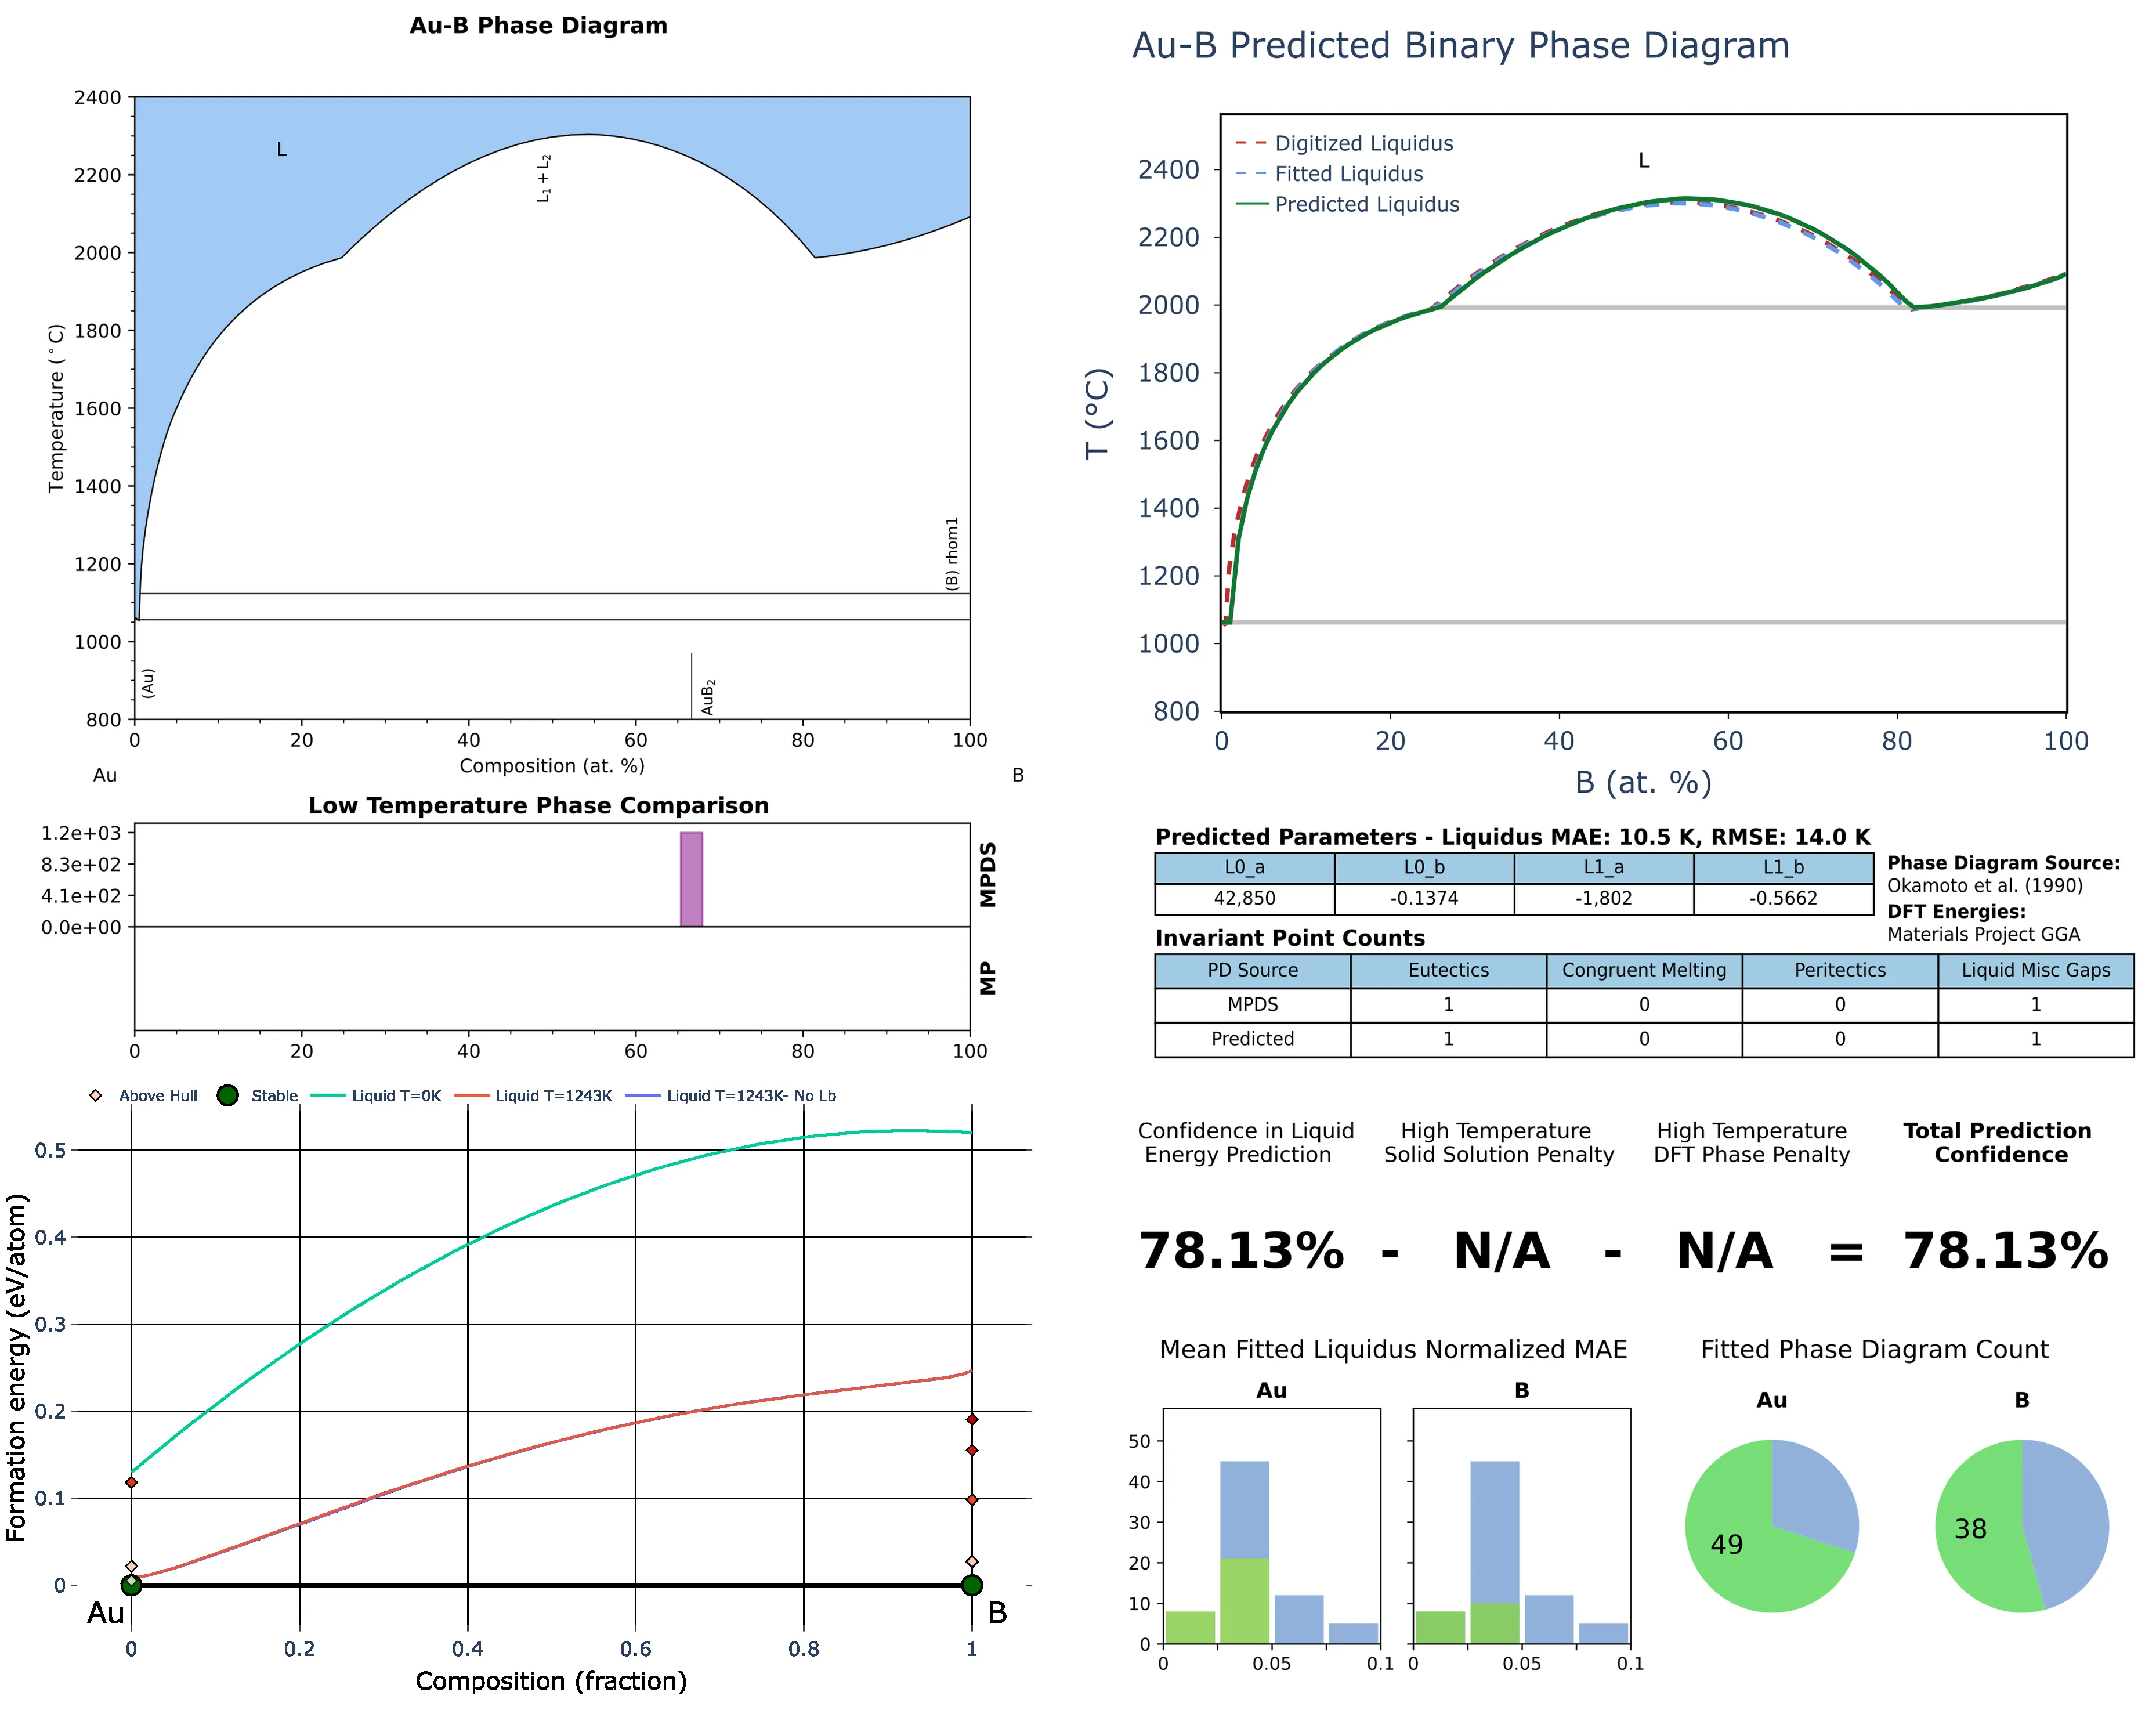 Au-B Phase Diagram
2400
2200
2000
1800
1600
1400
1200
1000
800
Temperature (°C)
L
L₁ + L₂
(B) rhom1
(Au)
AuB₂
0 20 40 60 80 100
Composition (at. %)
Au B
Low Temperature Phase Comparison
1.2e+03
8.3e+02
4.1e+02
0.0e+00
MPDS
MP
0 20 40 60 80 100
Above Hull Stable Liquid T=0K Liquid T=1243K Liquid T=1243K- No Lb
0.5
0.4
0.3
0.2
0.1
0
Formation energy (eV/atom)
Au B
0 0.2 0.4 0.6 0.8 1
Composition (fraction)
Au-B Predicted Binary Phase Diagram
Digitized Liquidus
Fitted Liquidus
Predicted Liquidus
L
2400
2200
2000
1800
1600
1400
1200
1000
800
T (°C)
0 20 40 60 80 100
B (at. %)
Predicted Parameters - Liquidus MAE: 10.5 K, RMSE: 14.0 K
L0_a L0_b L1_a L1_b
42,850 -0.1374 -1,802 -0.5662
Phase Diagram Source:
Okamoto et al. (1990)
DFT Energies:
Materials Project GGA
Invariant Point Counts
PD Source Eutectics Congruent Melting Peritectics Liquid Misc Gaps
MPDS 1 0 0 1
Predicted 1 0 0 1
Confidence in Liquid
Energy Prediction
High Temperature
Solid Solution Penalty
High Temperature
DFT Phase Penalty
Total Prediction
Confidence
78.13% - N/A - N/A = 78.13%
Mean Fitted Liquidus Normalized MAE
Au B
50
40
30
20
10
0
0 0.05 0.1 0 0.05 0.1
Fitted Phase Diagram Count
Au B
49 38